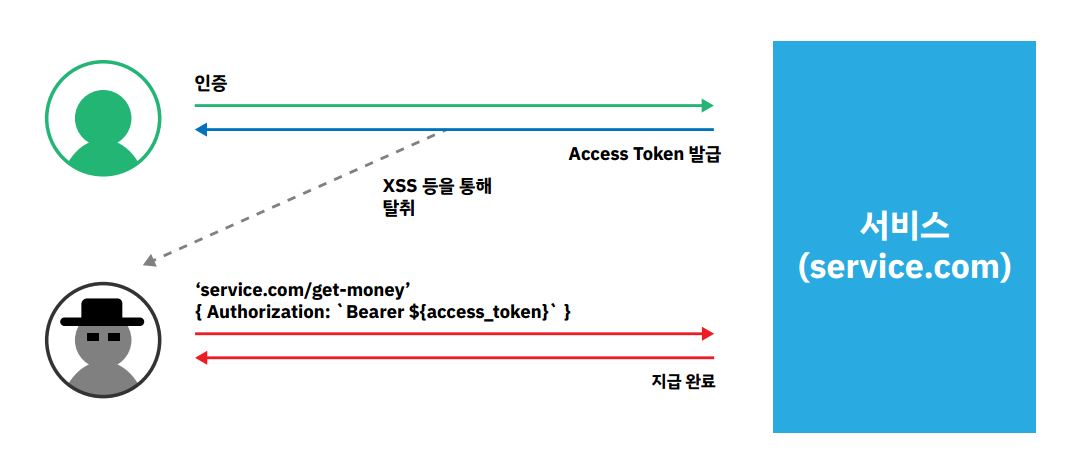 인증
Access Token 발급
XSS 등을 통해
탈취
서비스
(service.com)
‘service.com/get-money’
{ Authorization: `Bearer ${access_token}` }
지급 완료